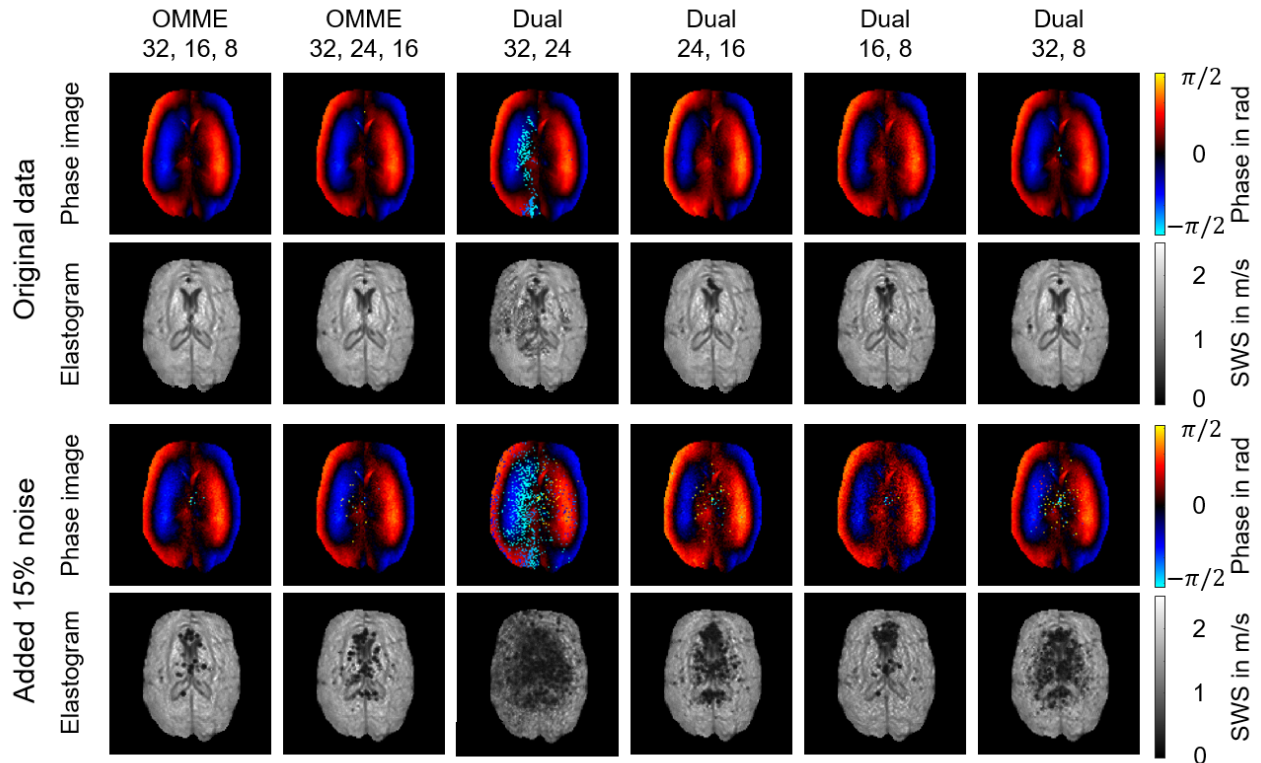 OMME
32, 16, 8
OMME
32, 24, 16
Dual
32, 24
Dual
24, 16
Dual
16, 8
Dual
32, 8
Original data
Phase image
π/2
0
−π/2
Phase in rad
Elastogram
2
1
0
SWS in m/s
Added 15% noise
Phase image
π/2
0
−π/2
Phase in rad
Elastogram
2
1
0
SWS in m/s